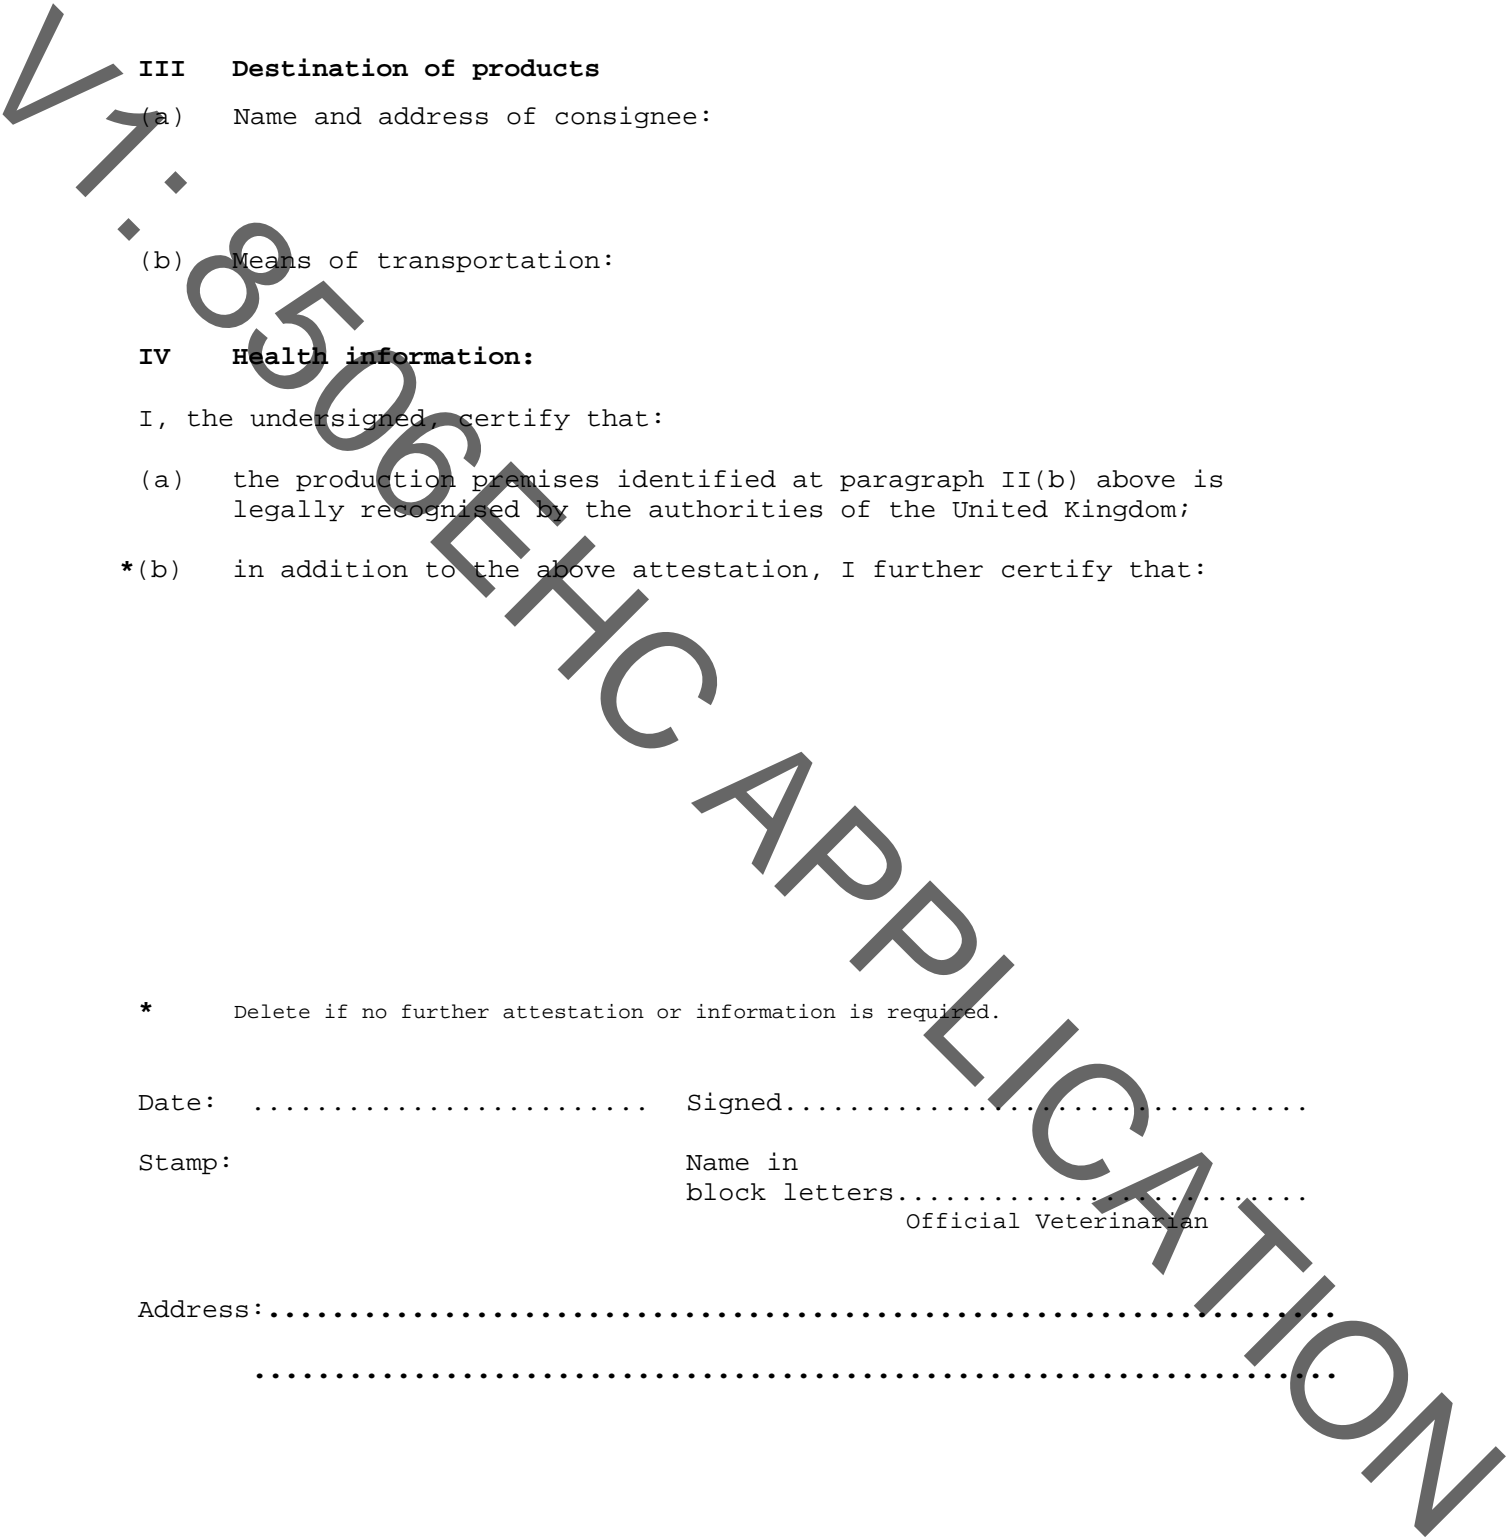 III Destination of products
(a) Name and address of consignee:
(b) Means of transportation:
IV Health information:
I, the undersigned, certify that:
(a) the production premises identified at paragraph II(b) above is
legally recognised by the authorities of the United Kingdom;
*(b) in addition to the above attestation, I further certify that:
* Delete if no further attestation or information is required.
Date: ......................... Signed.................................
Stamp: Name in
block letters..........................
Official Veterinarian
Address:...................................................................
....................................................................
V1: 8506EHC APPLICATION